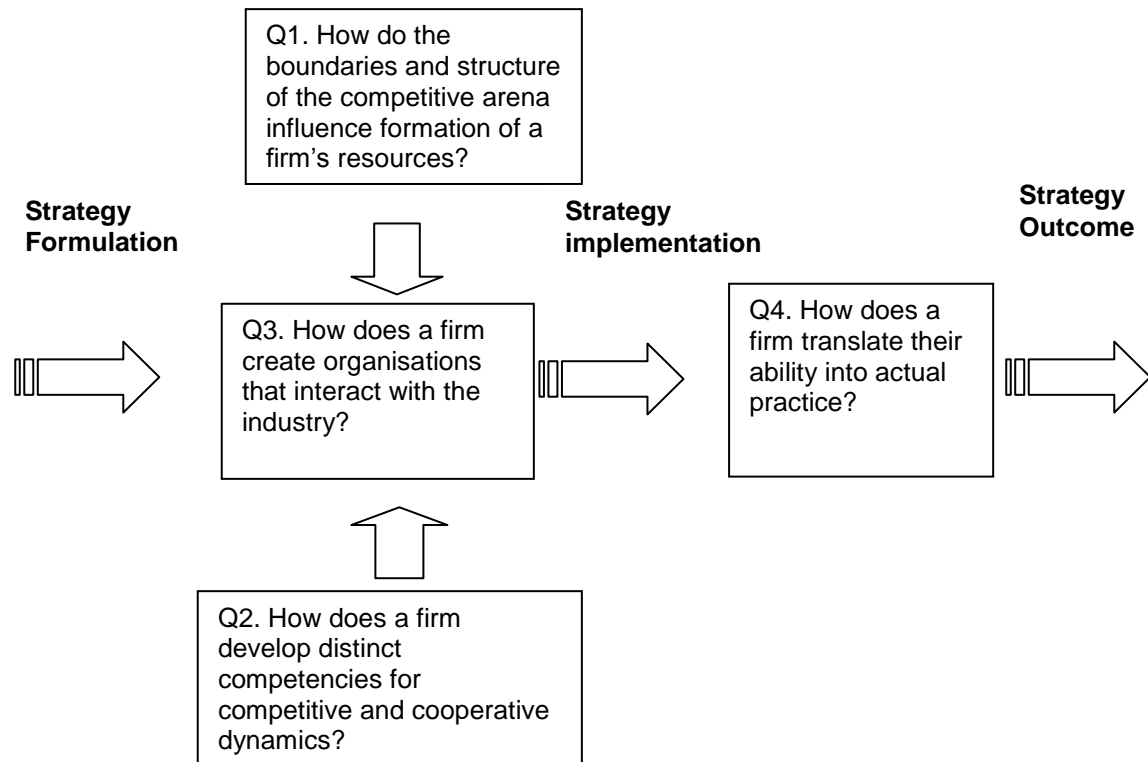 Q1. How do the
boundaries and structure
of the competitive arena
influence formation of a
firm’s resources?
Strategy
Formulation
Strategy
implementation
Strategy
Outcome
Q3. How does a firm
create organisations
that interact with the
industry?
Q4. How does a
firm translate their
ability into actual
practice?
Q2. How does a firm
develop distinct
competencies for
competitive and cooperative
dynamics?